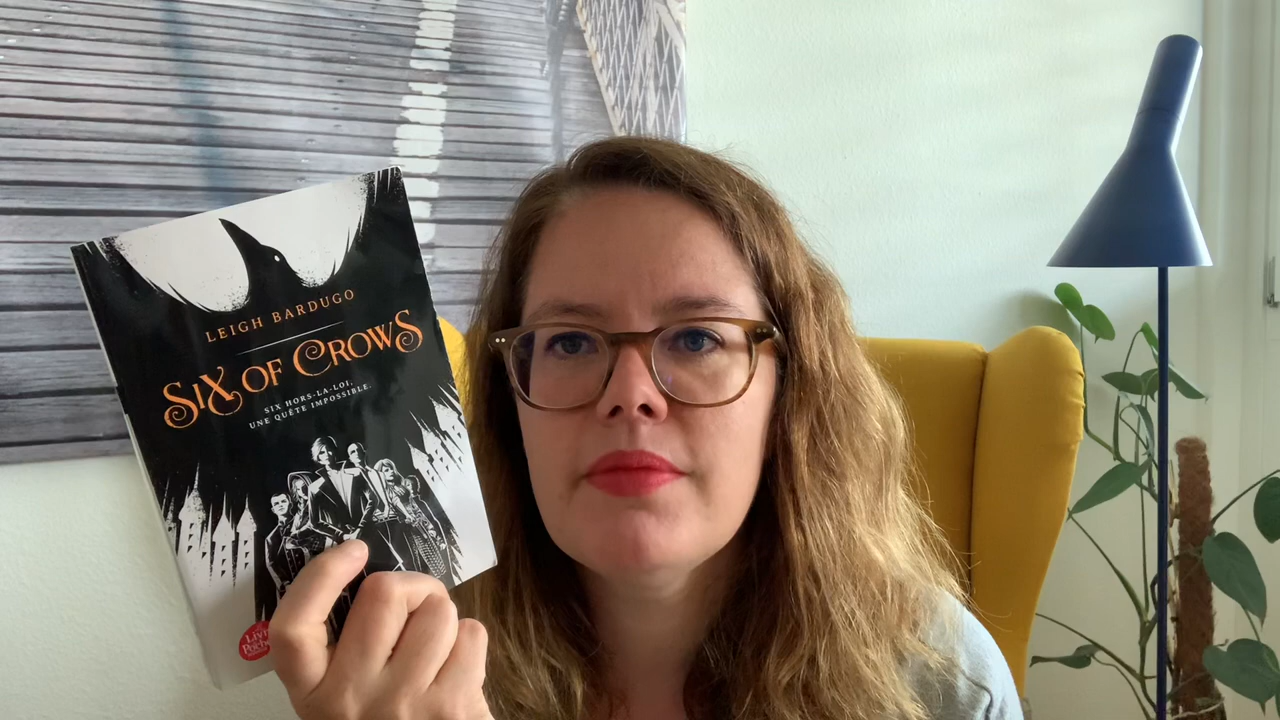 LEIGH BARDUGO
SIX OF CROWS
SIX HORS-LA-LOI,
UNE QUÊTE IMPOSSIBLE.